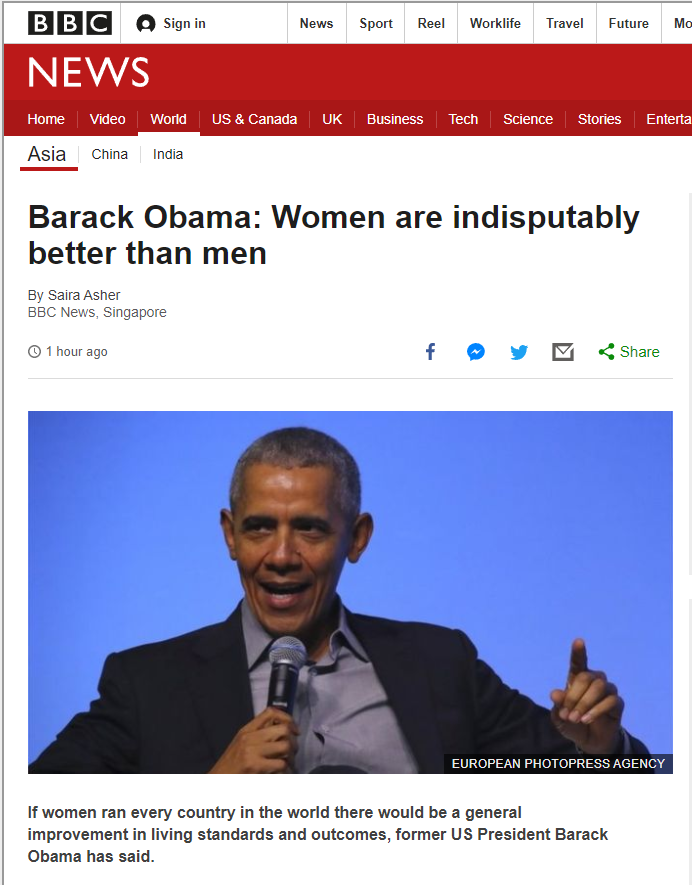 BBC Sign in News Sport Reel Worklife Travel Future Mo
NEWS
Home Video World US & Canada UK Business Tech Science Stories Enterta
Asia China India
Barack Obama: Women are indisputably
better than men
By Saira Asher
BBC News, Singapore
1 hour ago Share
EUROPEAN PHOTOPRESS AGENCY
If women ran every country in the world there would be a general
improvement in living standards and outcomes, former US President Barack
Obama has said.